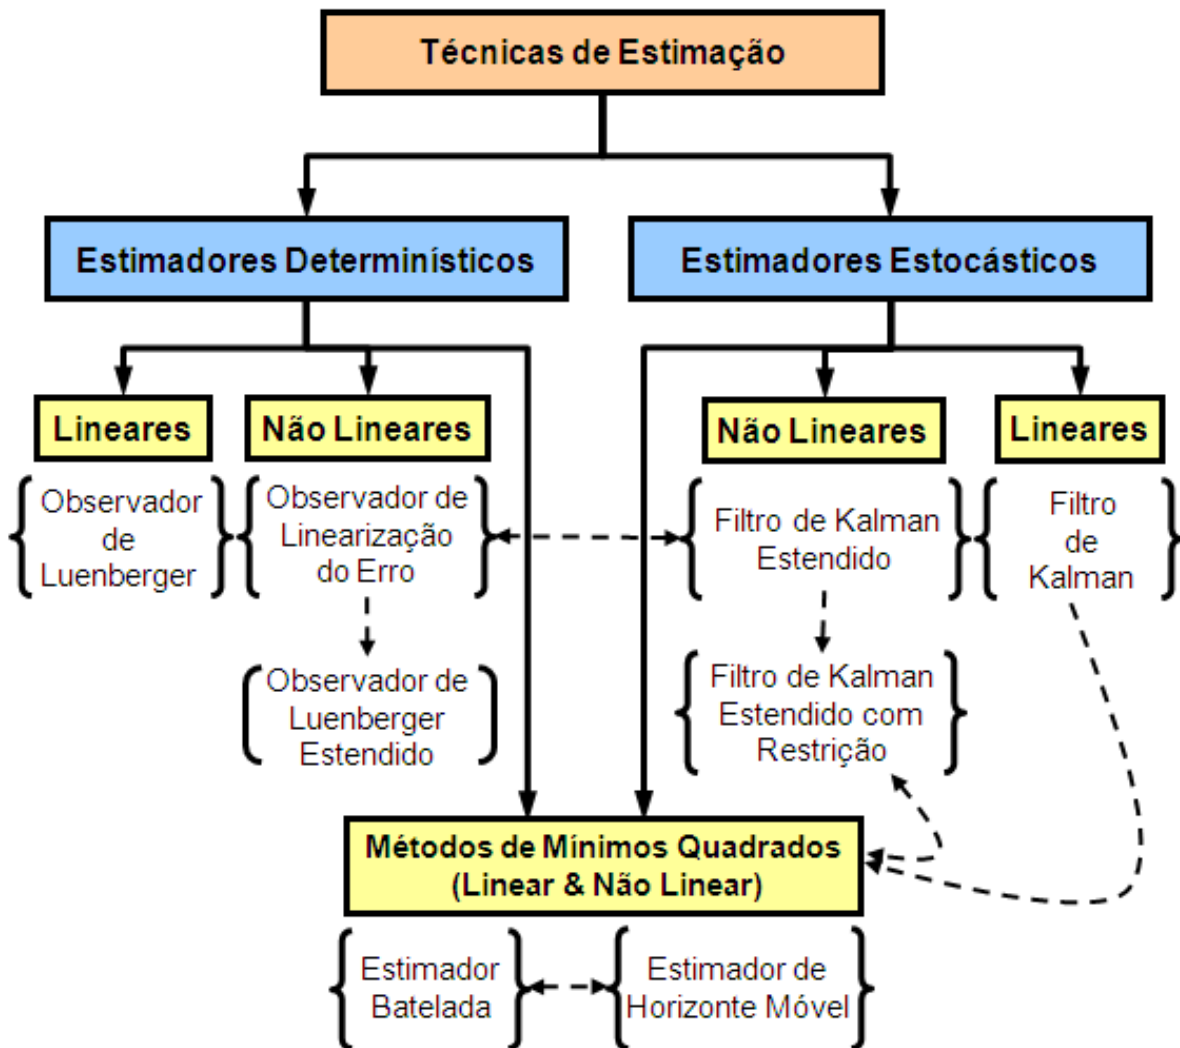 Técnicas de Estimação
Estimadores Determinísticos
Estimadores Estocásticos
Lineares
Não Lineares
Não Lineares
Lineares
Observador
de
Luenberger
Observador de
Linearização
do Erro
Filtro de Kalman
Estendido
Filtro
de
Kalman
Observador de
Luenberger
Estendido
Filtro de Kalman
Estendido com
Restrição
Métodos de Mínimos Quadrados
(Linear & Não Linear)
Estimador
Batelada
Estimador de
Horizonte Móvel